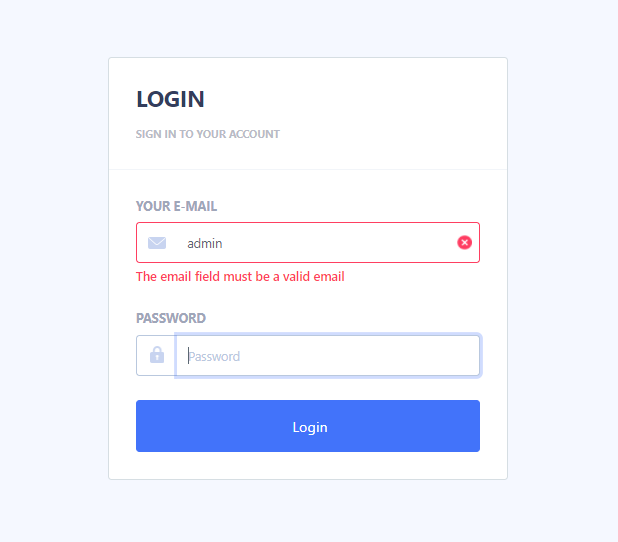 LOGIN
SIGN IN TO YOUR ACCOUNT
YOUR E-MAIL
admin
The email field must be a valid email
PASSWORD
Password
Login